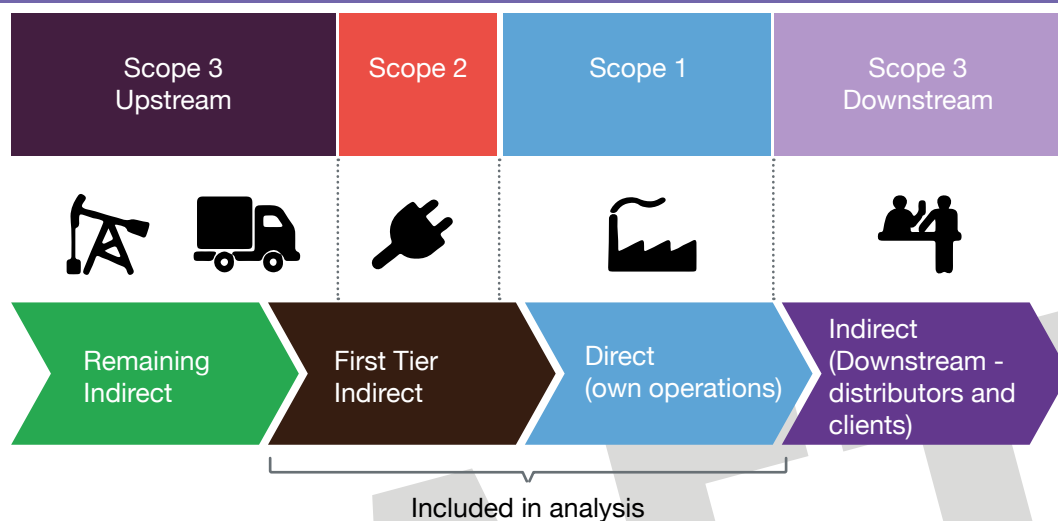 Scope 3
Upstream
Scope 2
Scope 1
Scope 3
Downstream
Remaining
Indirect
First Tier
Indirect
Direct
(own operations)
Indirect
(Downstream -
distributors and
clients)
Included in analysis